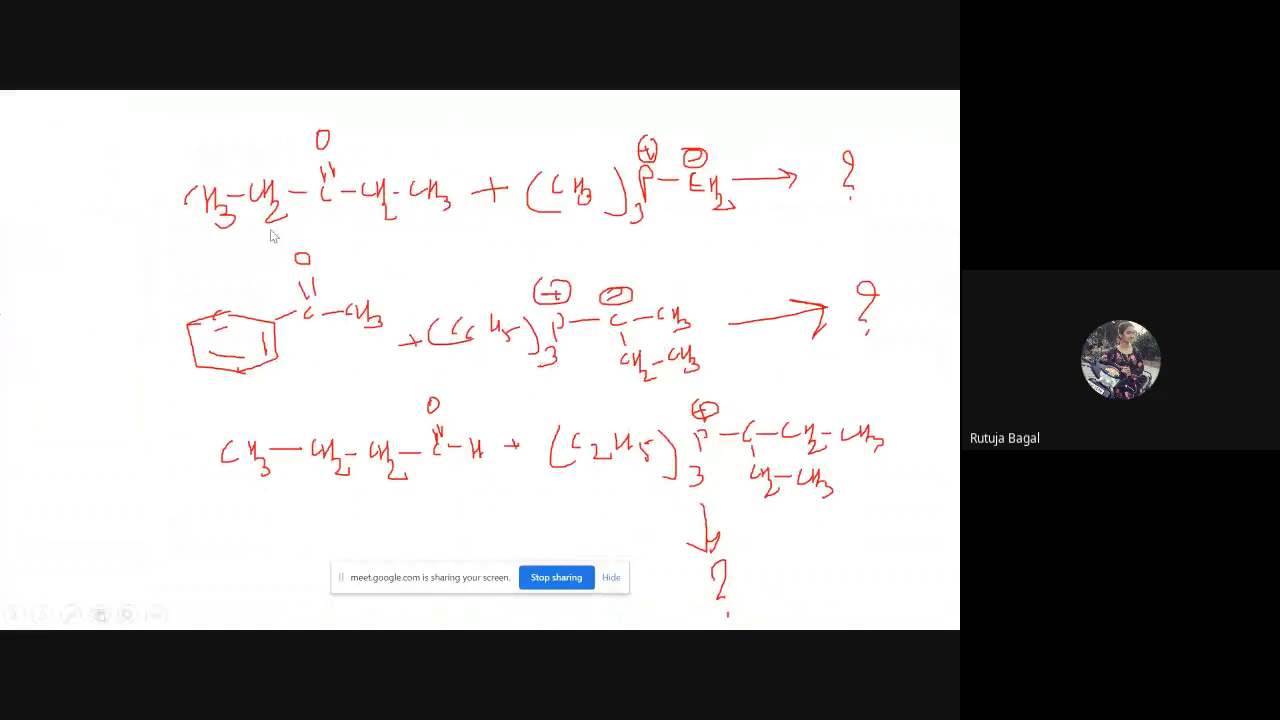 O
CH3-CH2-C-CH2-CH3 + (CH3)3P-CH2 → ?
O
C-CH3 + (C6H5)3P-C-CH3 → ?
CH2-CH3
O
CH3-CH2-CH2-C-H + (C2H5)3P-C-CH2-CH3
CH2-CH3
?
meet.google.com is sharing your screen. Stop sharing Hide
Rutuja Bagal